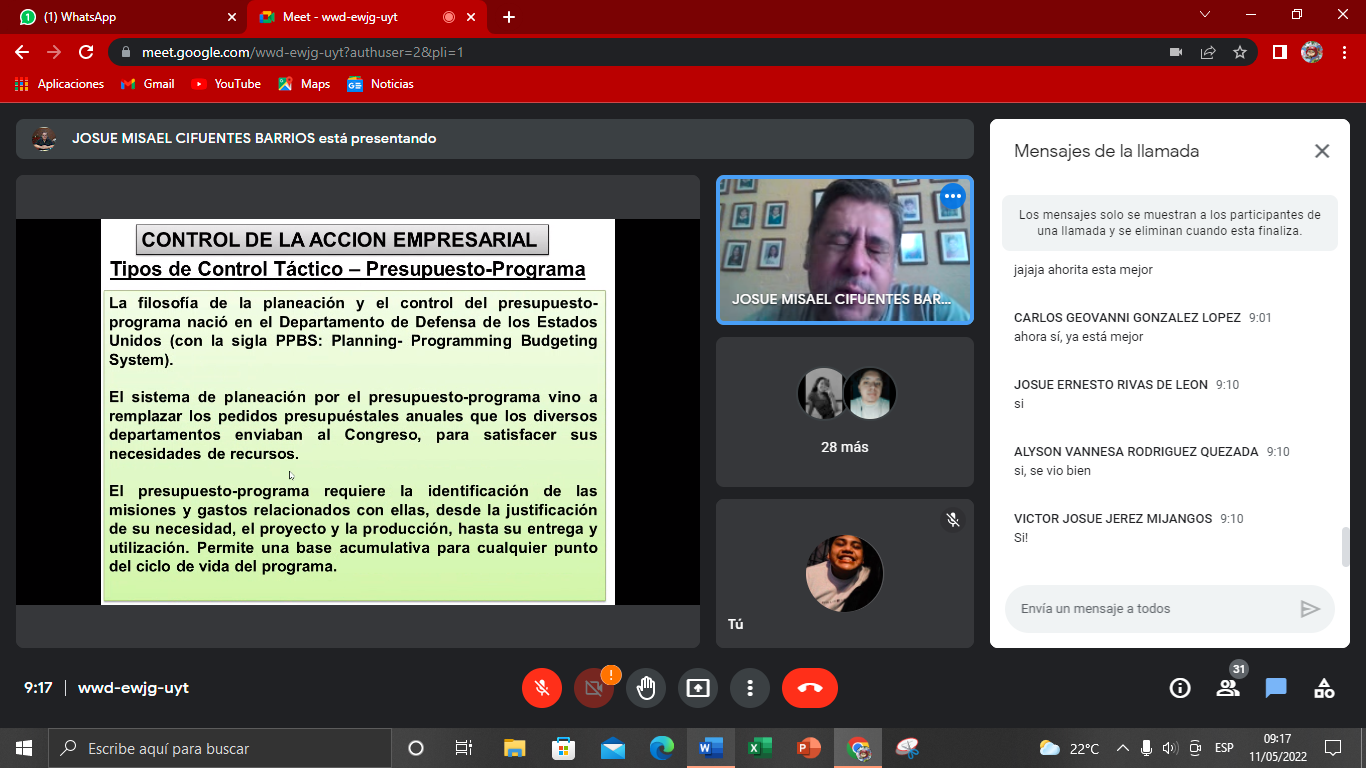 (1) WhatsApp
Meet - wwd-ewjg-uyt
meet.google.com/wwd-ewjg-uyt?authuser=2&pli=1
Aplicaciones
Gmail
YouTube
Maps
Noticias
JOSUE MISAEL CIFUENTES BARRIOS está presentando
CONTROL DE LA ACCION EMPRESARIAL
Tipos de Control Táctico – Presupuesto-Programa
La filosofía de la planeación y el control del presupuesto-
programa nació en el Departamento de Defensa de los Estados
Unidos (con la sigla PPBS: Planning- Programming Budgeting
System).
El sistema de planeación por el presupuesto-programa vino a
remplazar los pedidos presupuéstales anuales que los diversos
departamentos enviaban al Congreso, para satisfacer sus
necesidades de recursos.
El presupuesto-programa requiere la identificación de las
misiones y gastos relacionados con ellas, desde la justificación
de su necesidad, el proyecto y la producción, hasta su entrega y
utilización. Permite una base acumulativa para cualquier punto
del ciclo de vida del programa.
JOSUE MISAEL CIFUENTES BAR...
28 más
Tú
Mensajes de la llamada
Los mensajes solo se muestran a los participantes de
una llamada y se eliminan cuando esta finaliza.
jajaja ahorita esta mejor
CARLOS GEOVANNI GONZALEZ LOPEZ 9:01
ahora sí, ya está mejor
JOSUE ERNESTO RIVAS DE LEON 9:10
si
ALYSON VANNESA RODRIGUEZ QUEZADA 9:10
si, se vio bien
VICTOR JOSUE JEREZ MIJANGOS 9:10
Si!
Envía un mensaje a todos
9:17 | wwd-ewjg-uyt
31
Escribe aquí para buscar
22°C
ESP
09:17
11/05/2022